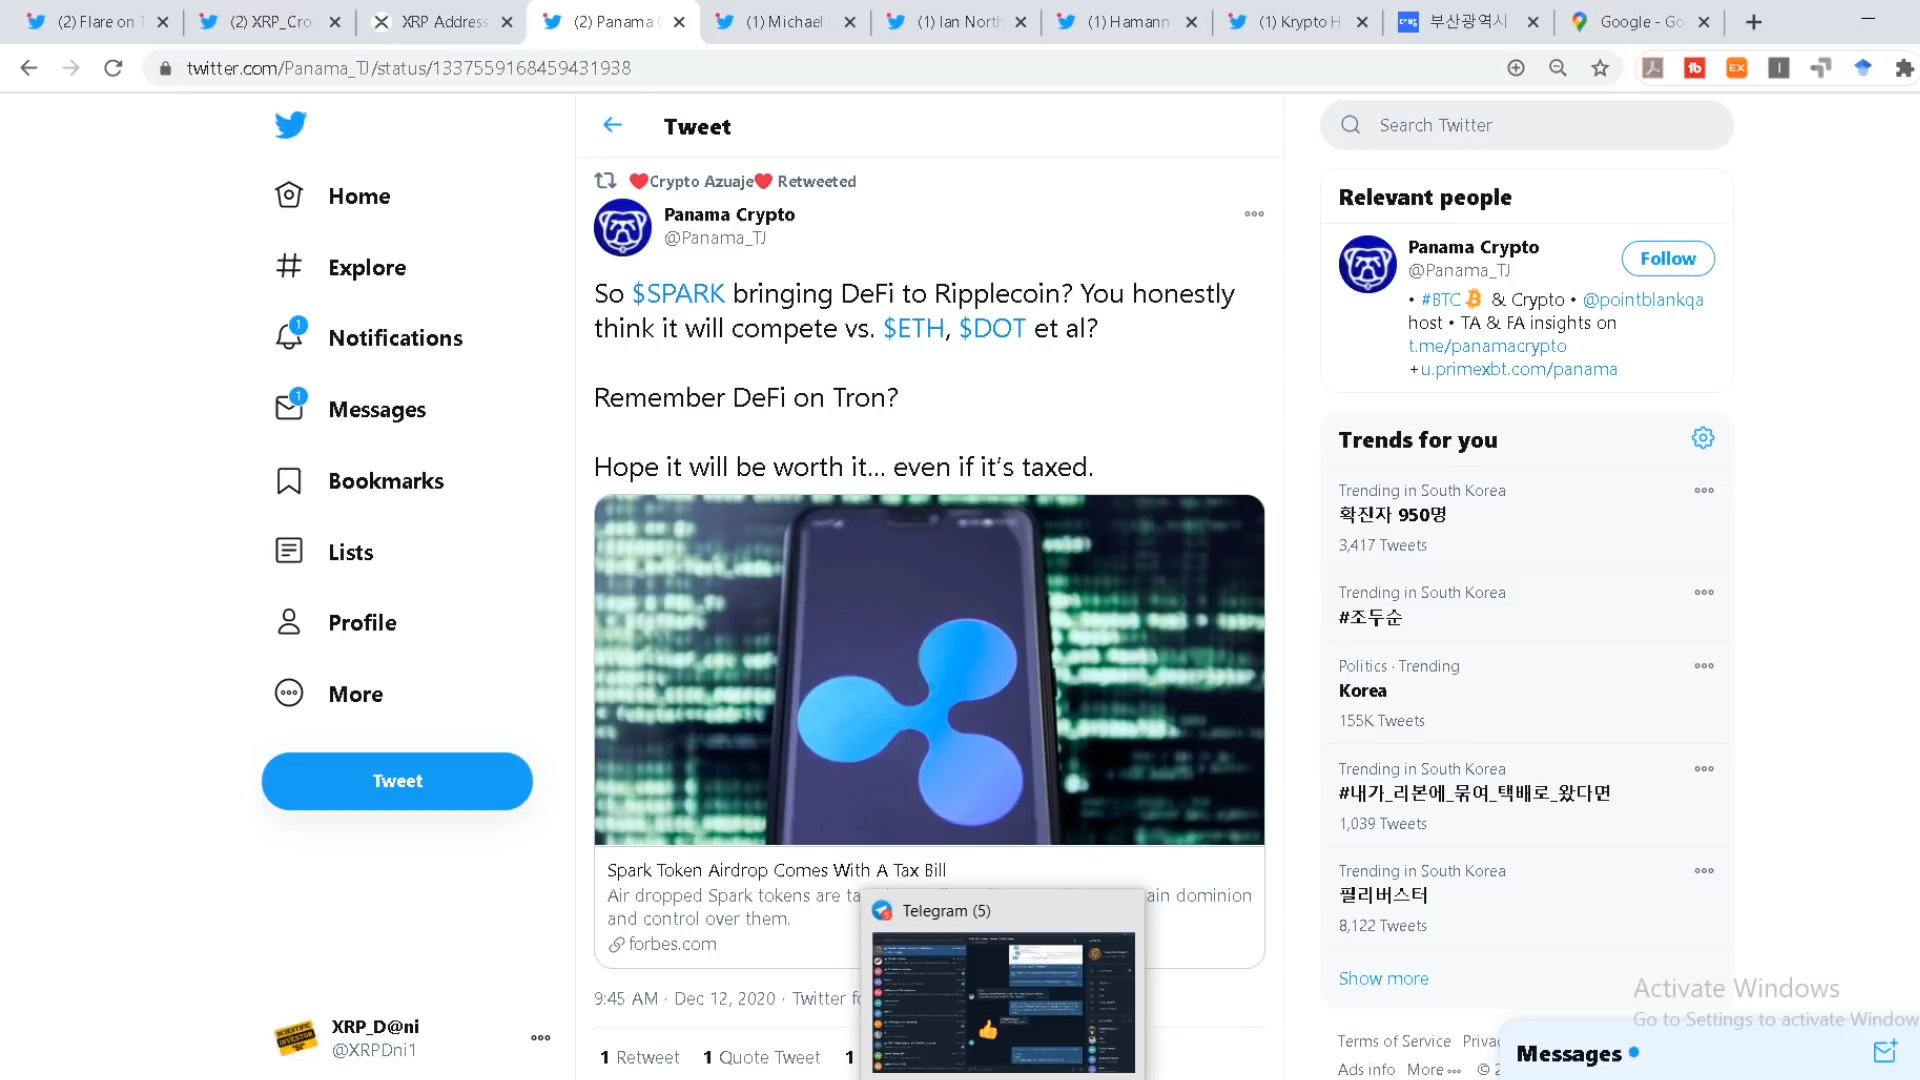 (2) Flare on
(2) XRP_Cro
XRP Address
(2) Panama
(1) Michael
(1) Ian North
(1) Hamann
(1) Krypto H
부산광역시
Google - Go
twitter.com/Panama_TJ/status/1337559168459431938
Tweet
Search Twitter
Home
Explore
1
Notifications
1
Messages
Bookmarks
Lists
Profile
More
Tweet
XRP_D@ni
@XRPDni1
❤️Crypto Azuaje❤️ Retweeted
Panama Crypto
@Panama_TJ
So $SPARK bringing DeFi to Ripplecoin? You honestly
think it will compete vs. $ETH, $DOT et al?
Remember DeFi on Tron?
Hope it will be worth it... even if it’s taxed.
Spark Token Airdrop Comes With A Tax Bill
Air dropped Spark tokens are ta ain dominion
and control over them.
forbes.com
Telegram (5)
9:45 AM · Dec 12, 2020 · Twitter fo
1 Retweet 1 Quote Tweet 1
Relevant people
Panama Crypto
Follow
@Panama_TJ
• #BTC & Crypto • @pointblankqa
host • TA & FA insights on
t.me/panamacrypto
+u.primexbt.com/panama
Trends for you
Trending in South Korea
확진자 950명
3,417 Tweets
Trending in South Korea
#조두순
Politics · Trending
Korea
155K Tweets
Trending in South Korea
#내가_리본에_묶여_택배로_왔다면
1,039 Tweets
Trending in South Korea
필리버스터
8,122 Tweets
Show more
Activate Windows
Go to Settings to activate Window
Terms of Service Privac
Ads info More ··· © 2
Messages